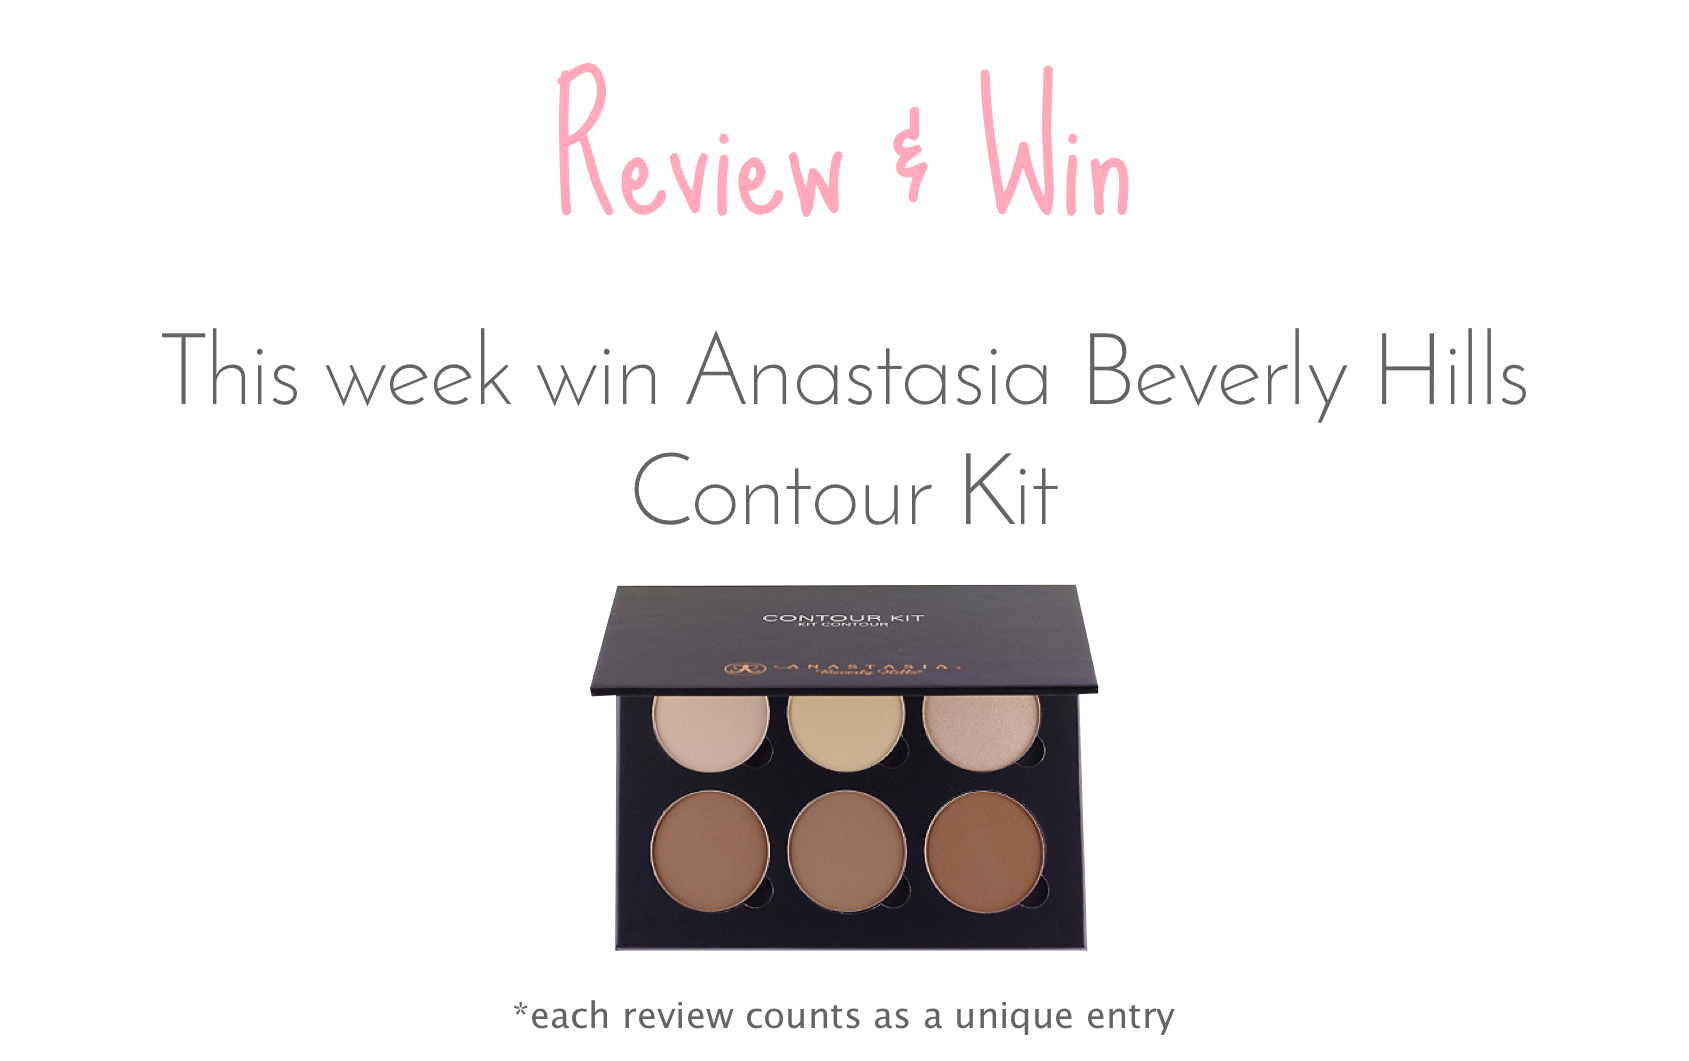 Review & Win
This week win Anastasia Beverly Hills
Contour Kit
CONTOUR KIT
KIT CONTOUR
ANASTASIA
Beverly Hills
*each review counts as a unique entry